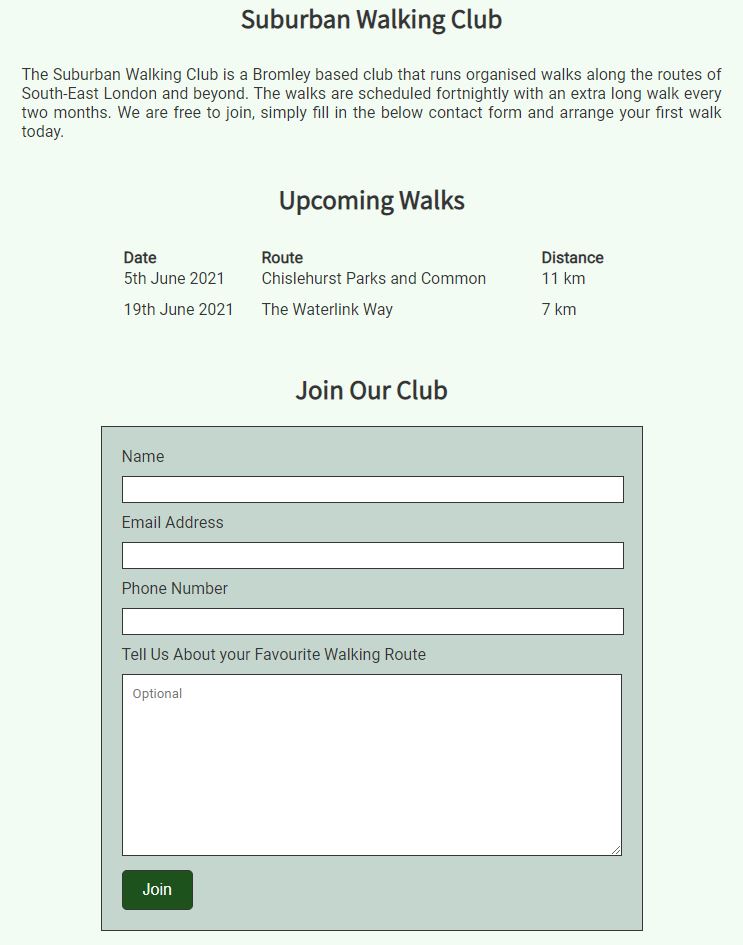 Suburban Walking Club
The Suburban Walking Club is a Bromley based club that runs organised walks along the routes of
South-East London and beyond. The walks are scheduled fortnightly with an extra long walk every
two months. We are free to join, simply fill in the below contact form and arrange your first walk
today.
Upcoming Walks
Date Route Distance
5th June 2021 Chislehurst Parks and Common 11 km
19th June 2021 The Waterlink Way 7 km
Join Our Club
Name
Email Address
Phone Number
Tell Us About your Favourite Walking Route
Optional
Join